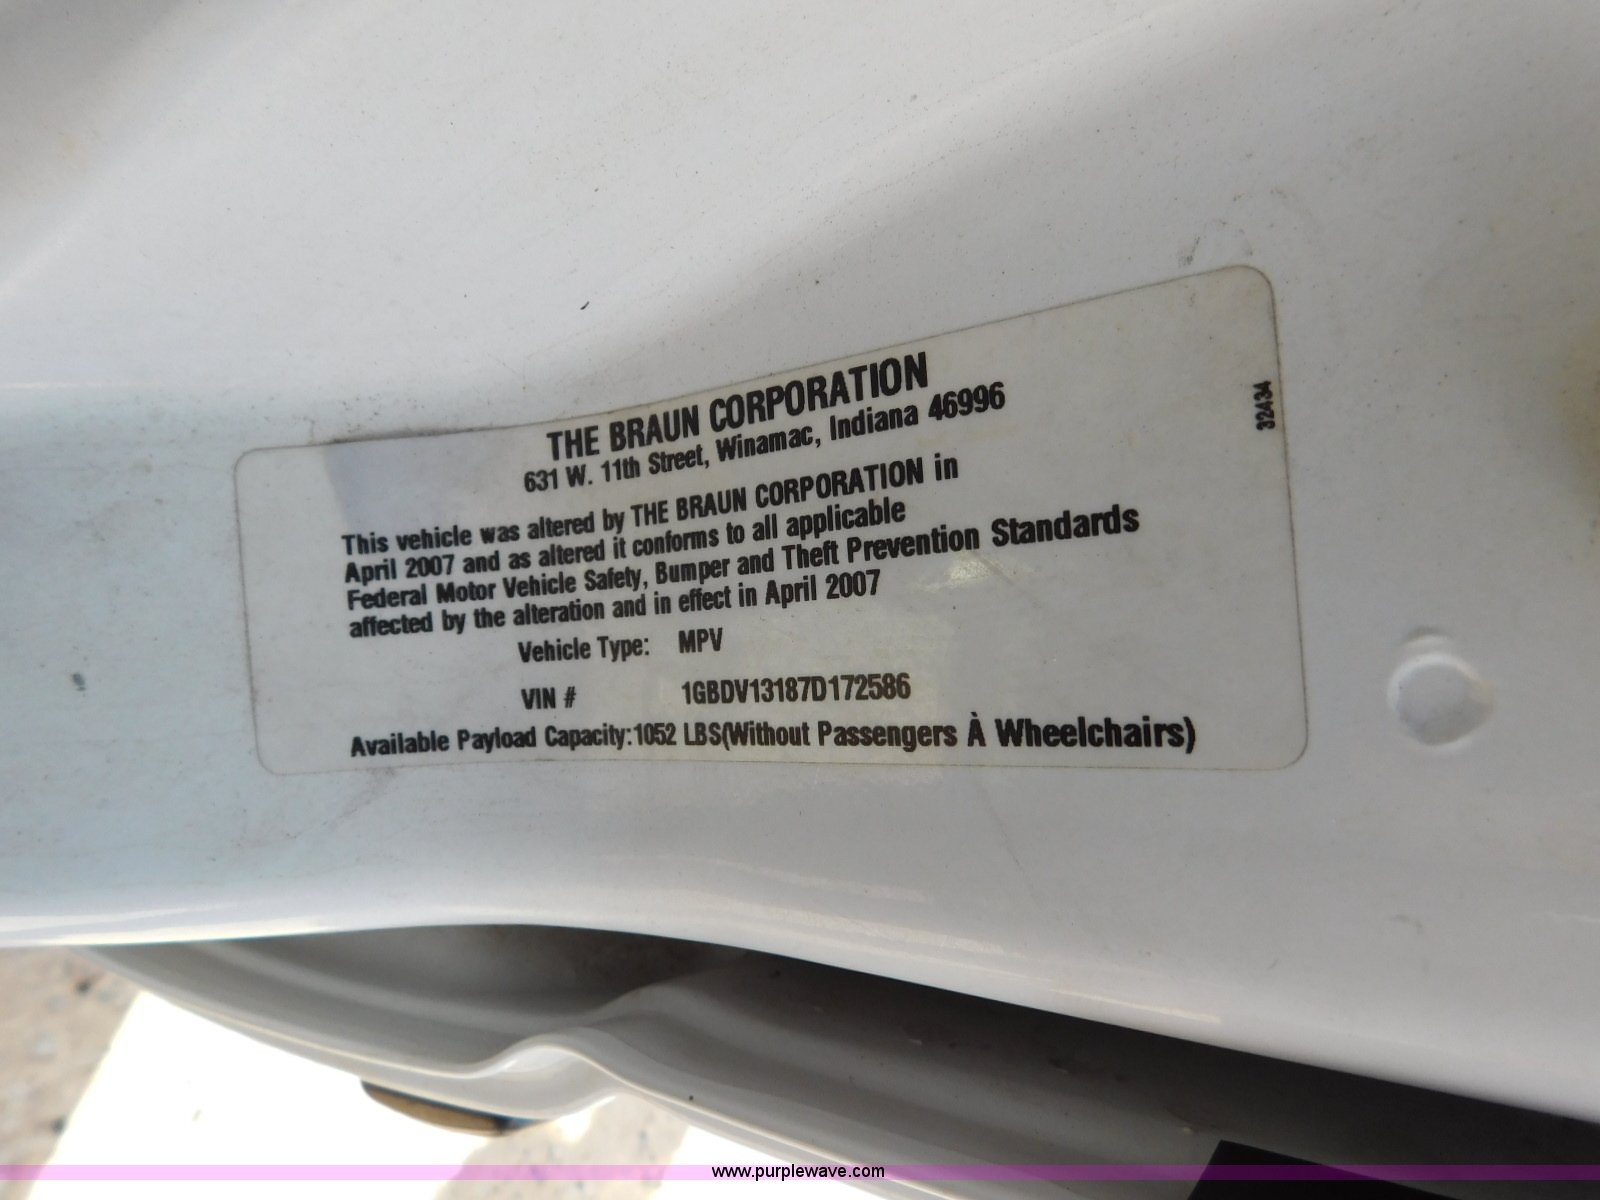 THE BRAUN CORPORATION
631 W. 11th Street, Winamac, Indiana 46996
This vehicle was altered by THE BRAUN CORPORATION in
April 2007 and as altered it conforms to all applicable
Federal Motor Vehicle Safety, Bumper and Theft Prevention Standards
affected by the alteration and in effect in April 2007
Vehicle Type: MPV
VIN # 1GBDV13187D172586
Available Payload Capacity:1052 LBS(Without Passengers À Wheelchairs)
32434
www.purplewave.com